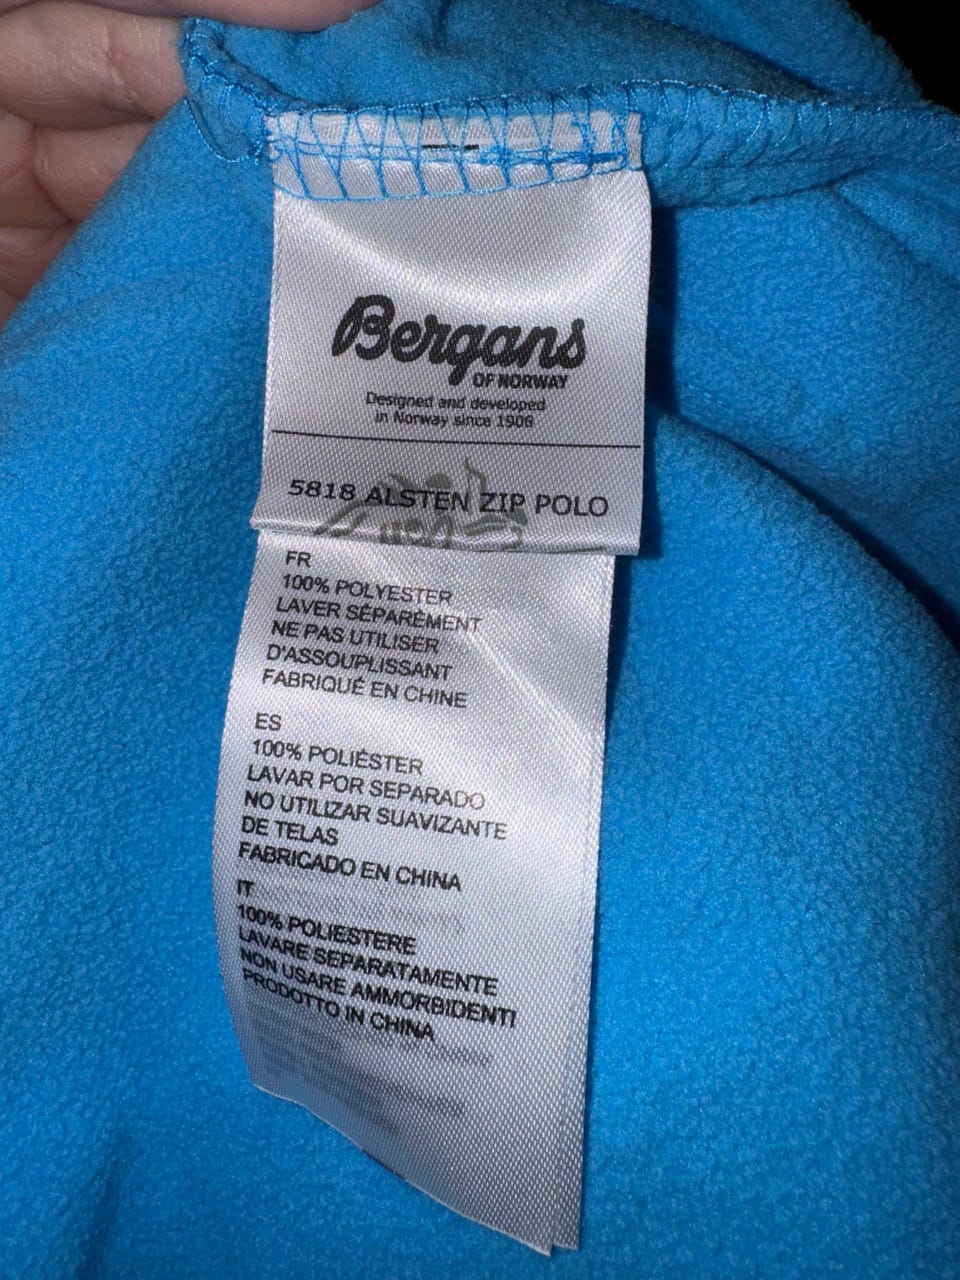 Bergans
OF NORWAY
Designed and developed
in Norway since 1908
5818 ALSTEN ZIP POLO
FR
100% POLYESTER
LAVER SÉPARÉMENT
NE PAS UTILISER
D'ASSOUPLISSANT
FABRIQUÉ EN CHINE
ES
100% POLIÉSTER
LAVAR POR SEPARADO
NO UTILIZAR SUAVIZANTE
DE TELAS
FABRICADO EN CHINA
IT
100% POLIESTERE
LAVARE SEPARATAMENTE
NON USARE AMMORBIDENTI
PRODOTTO IN CHINA